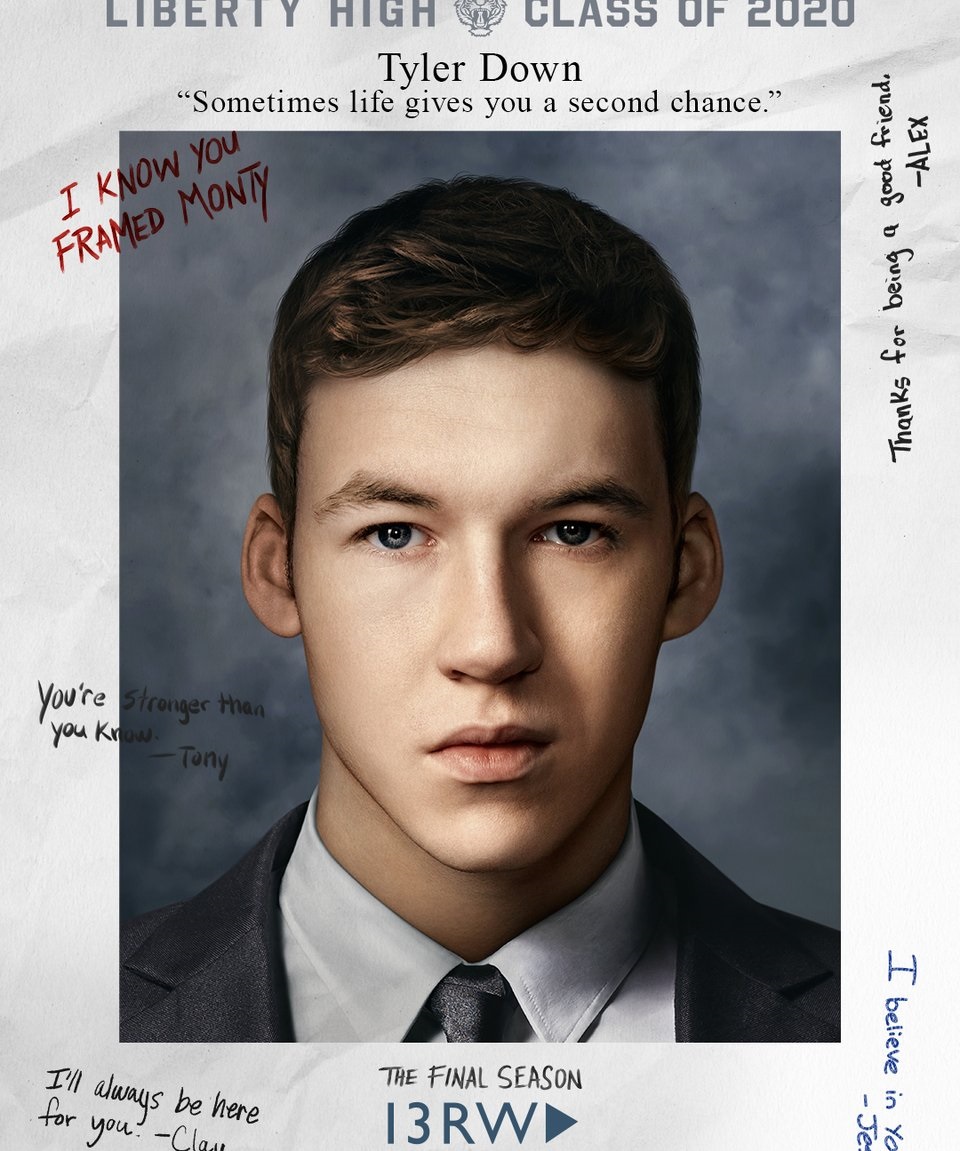 LIBERTY HIGH CLASS OF 2020
Tyler Down
“Sometimes life gives you a second chance.”
I KNOW YOU
FRAMED MONTY
Thanks for being a good friend.
—ALEX
You're stronger than
you know.
—Tony
I believe in Yo
-Jes
I'll always be here
for you. -Clay
THE FINAL SEASON
13RW